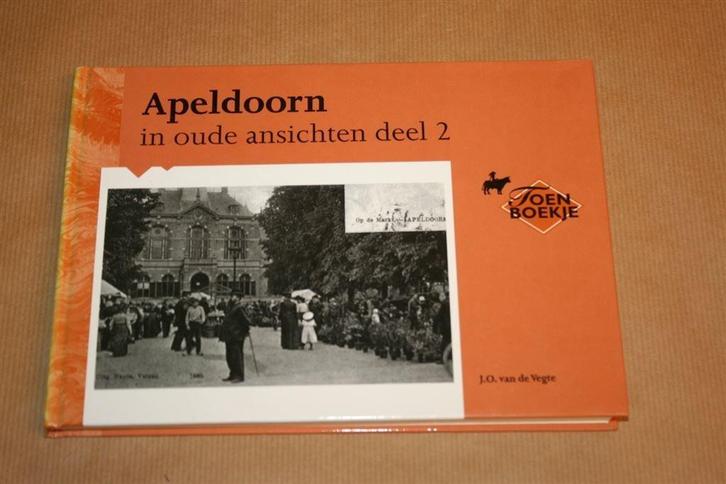 Apeldoorn
in oude ansichten deel 2
Op de Markt. APELDOORN
TOEN
BOEKJE
J.O. van de Vegte